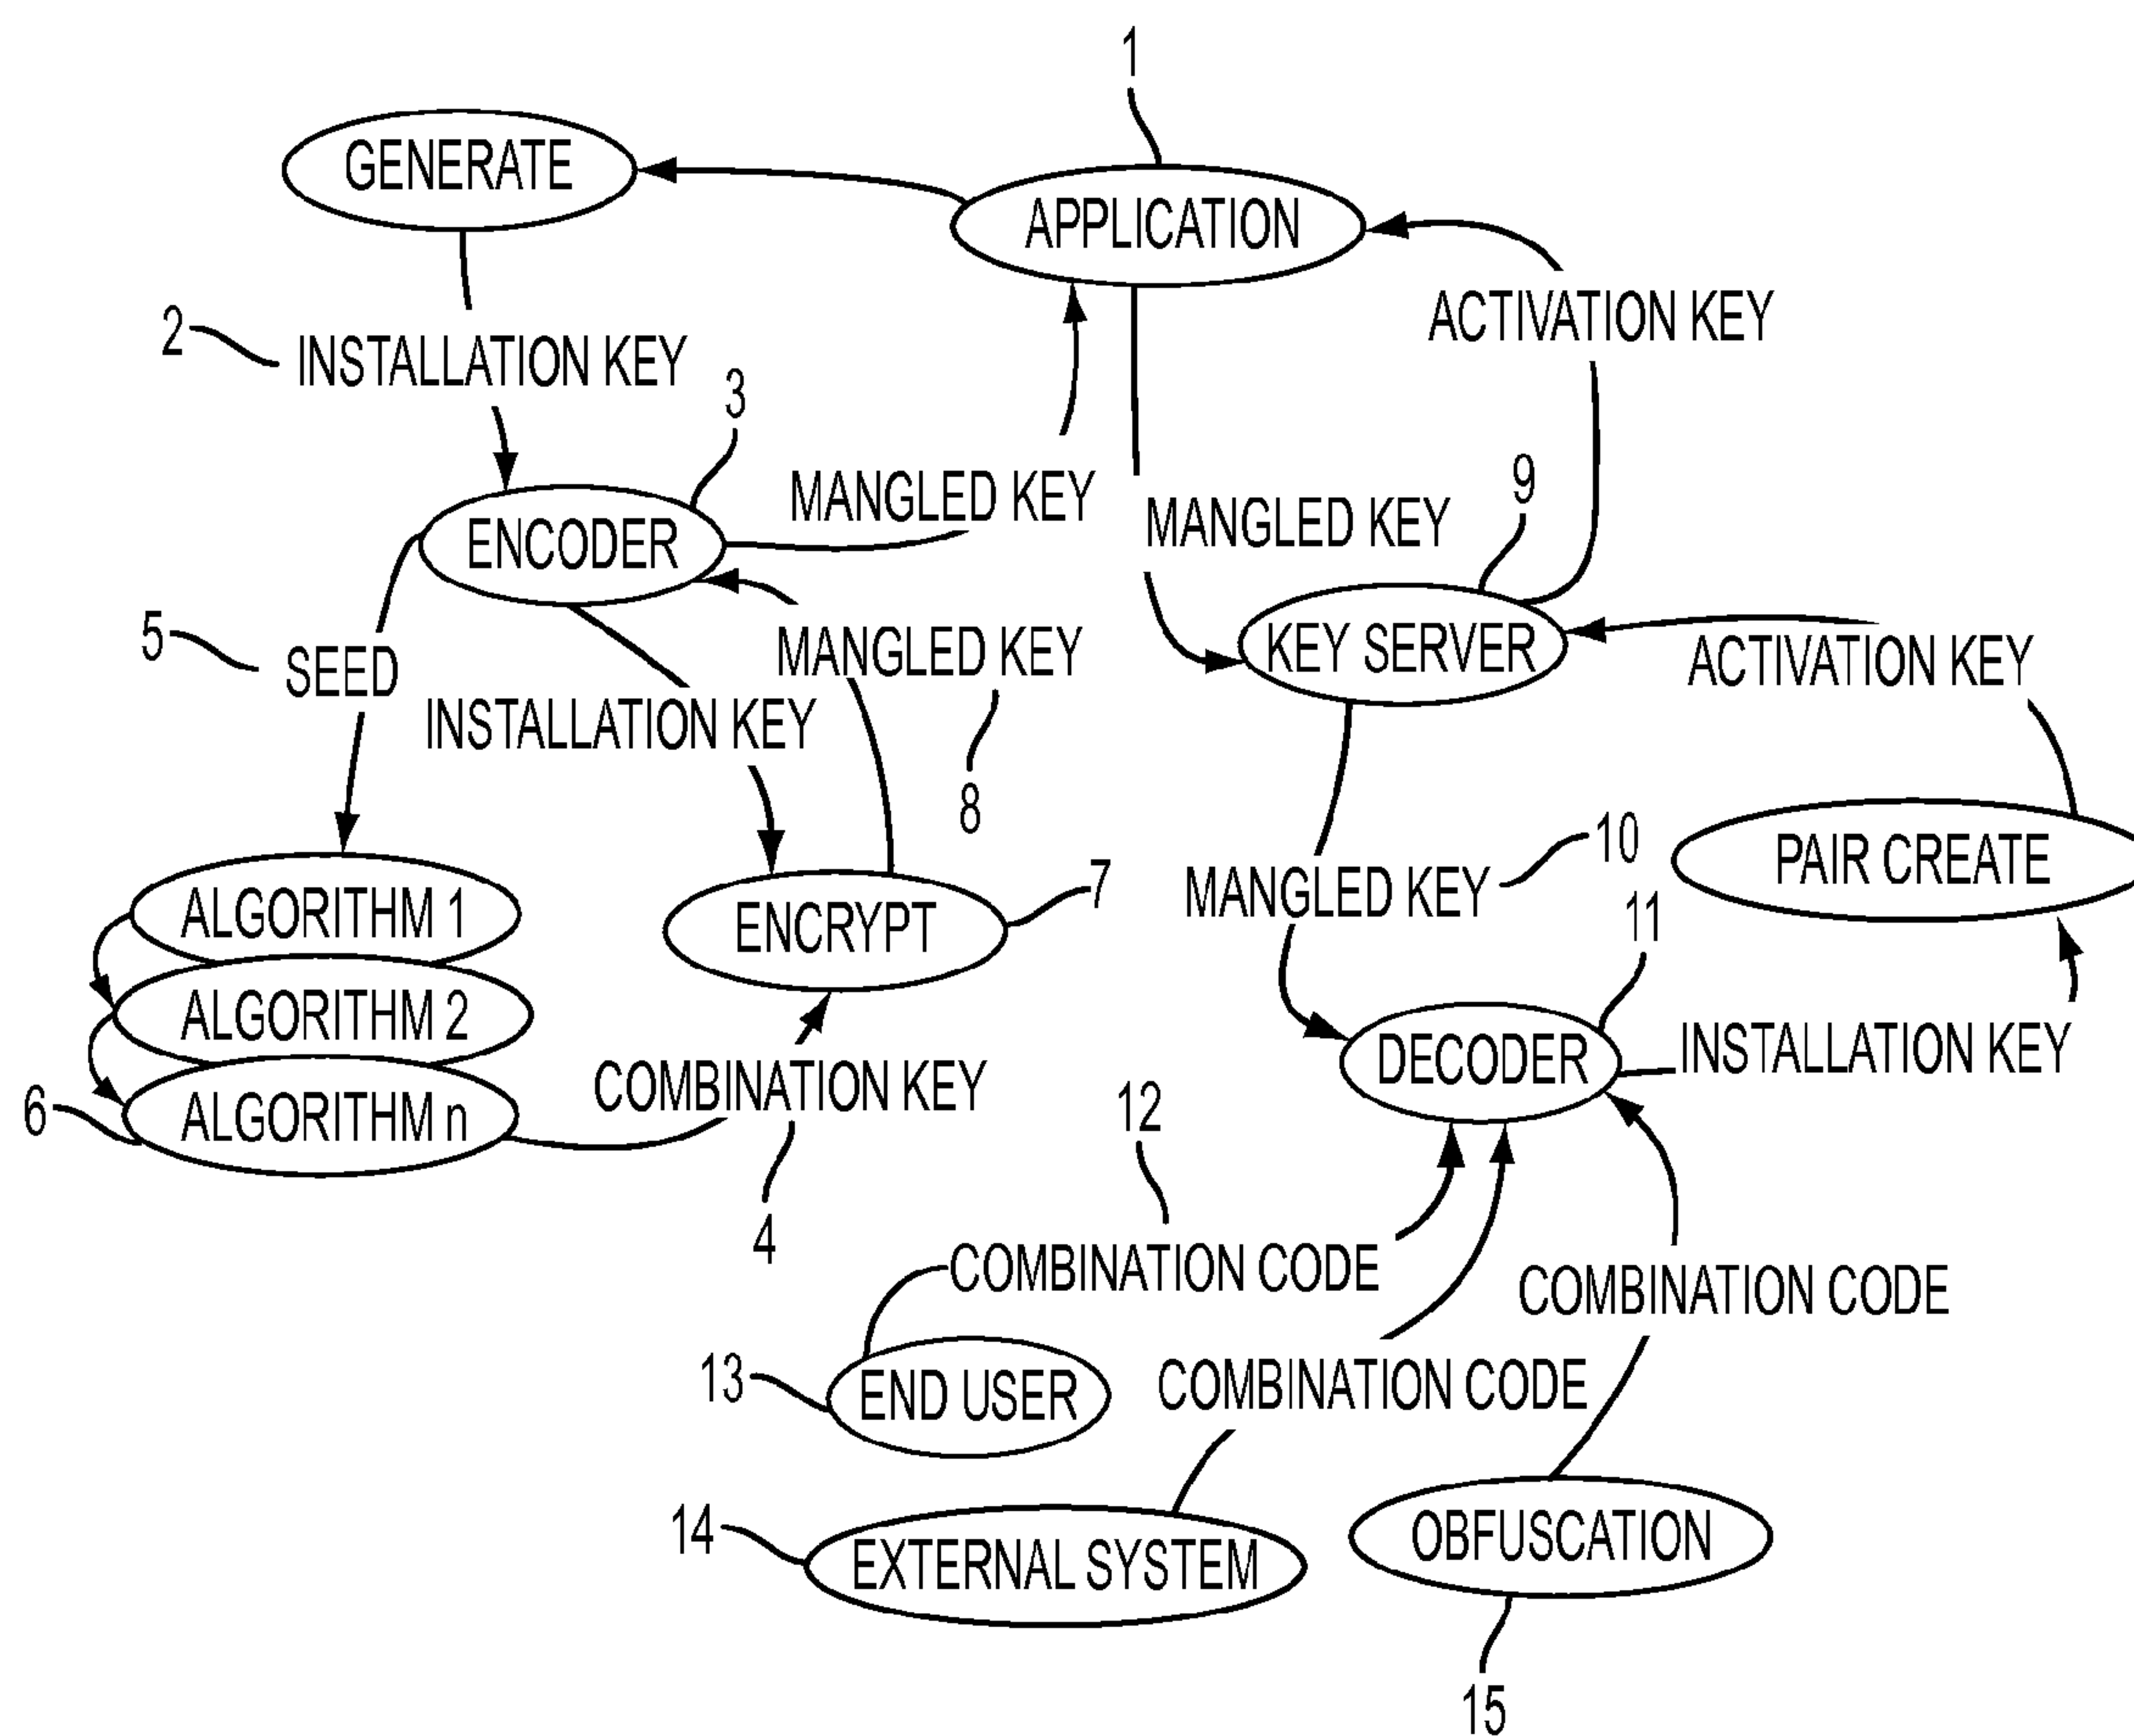 1
GENERATE
APPLICATION
ACTIVATION KEY
2
INSTALLATION KEY
3
MANGLED KEY
MANGLED KEY
9
ENCODER
KEY SERVER
5
SEED
MANGLED KEY
ACTIVATION KEY
INSTALLATION KEY
8
10
PAIR CREATE
ALGORITHM 1
ENCRYPT
7
MANGLED KEY
11
ALGORITHM 2
DECODER
INSTALLATION KEY
6
ALGORITHM n
COMBINATION KEY
12
4
COMBINATION CODE
COMBINATION CODE
13
END USER
COMBINATION CODE
14
EXTERNAL SYSTEM
OBFUSCATION
15